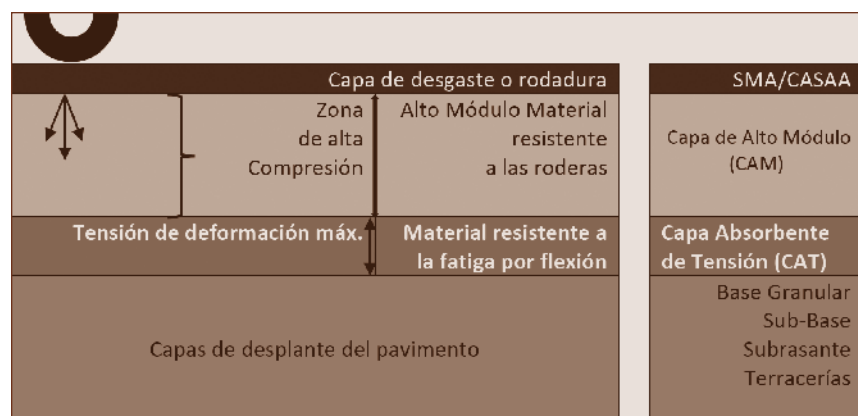 Capa de desgaste o rodadura
Zona
de alta
Compresión
Alto Módulo Material
resistente
a las roderas
Tensión de deformación máx.
Material resistente a
la fatiga por flexión
Capas de desplante del pavimento
SMA/CASAA
Capa de Alto Módulo
(CAM)
Capa Absorbente
de Tensión (CAT)
Base Granular
Sub-Base
Subrasante
Terracerías